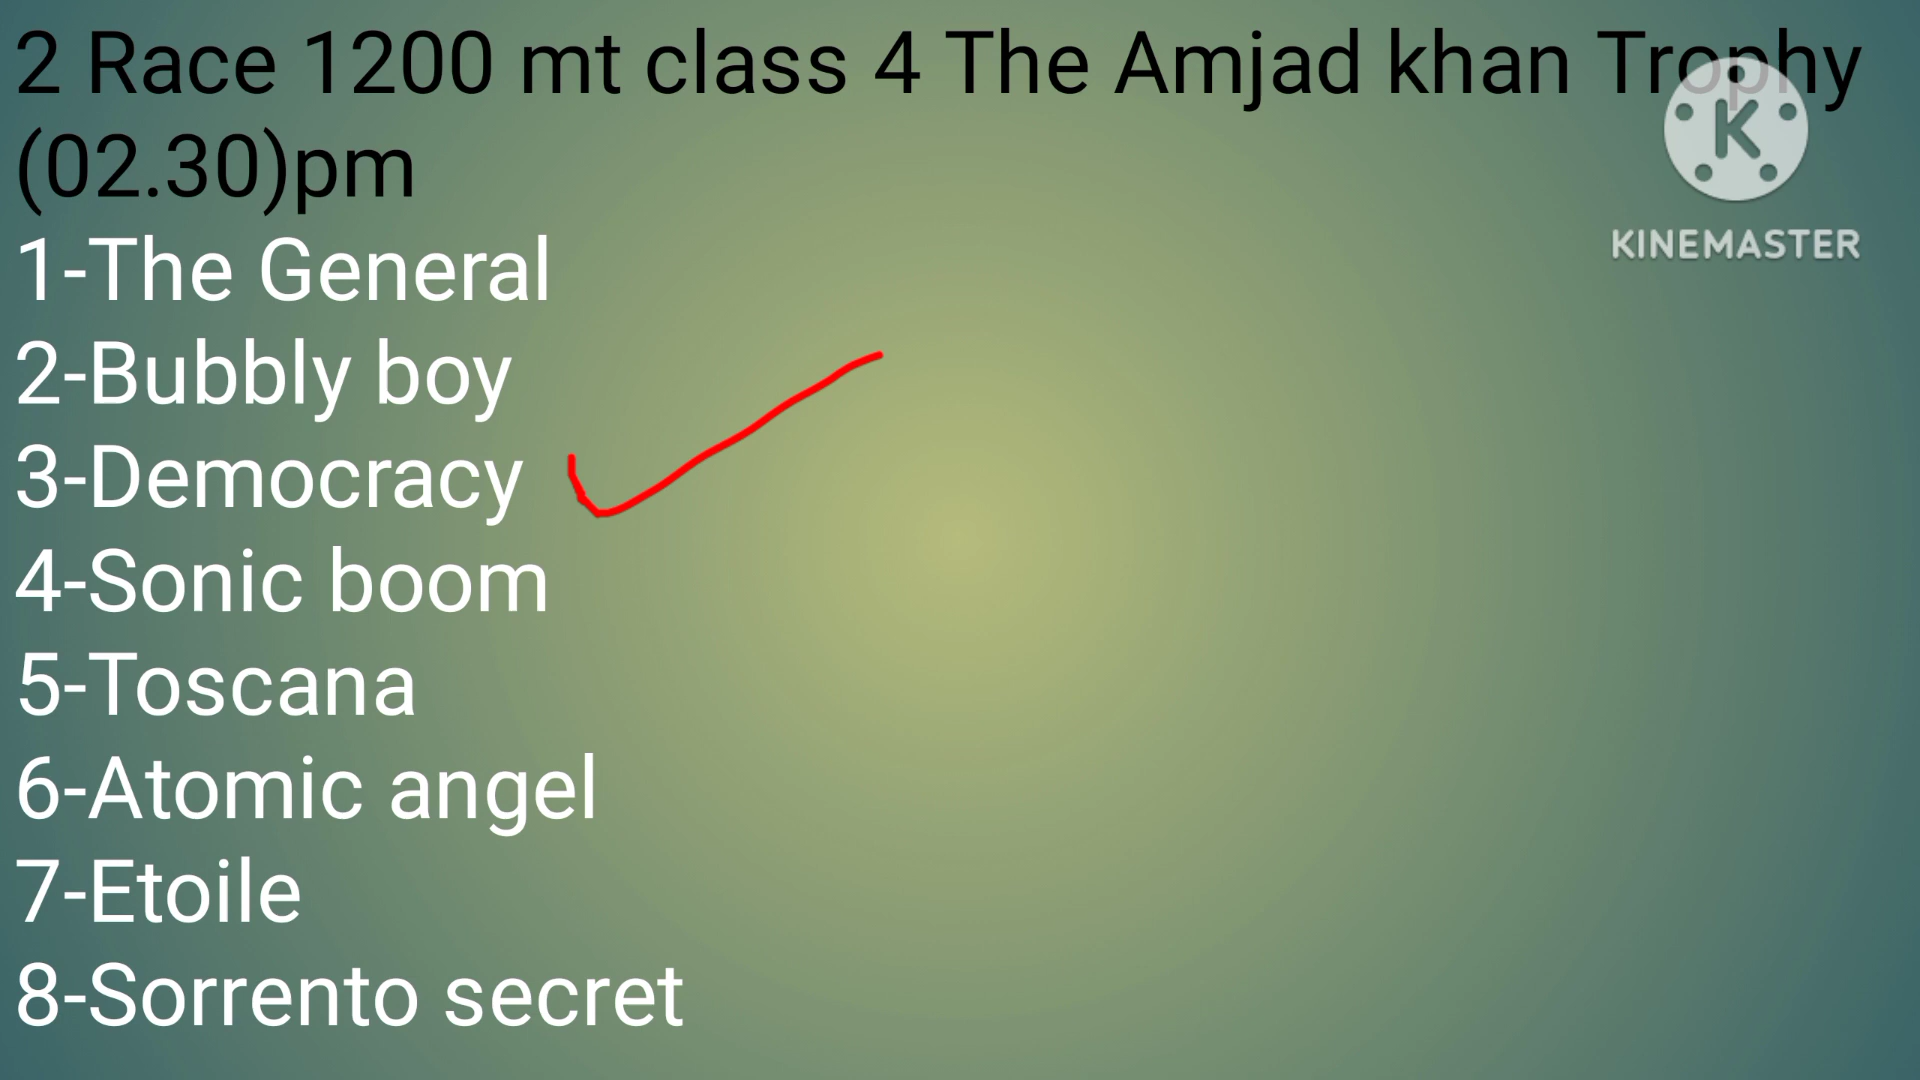 2 Race 1200 mt class 4 The Amjad khan Trophy
(02.30)pm
1-The General
2-Bubbly boy
3-Democracy
4-Sonic boom
5-Toscana
6-Atomic angel
7-Etoile
8-Sorrento secret
K
KINEMASTER